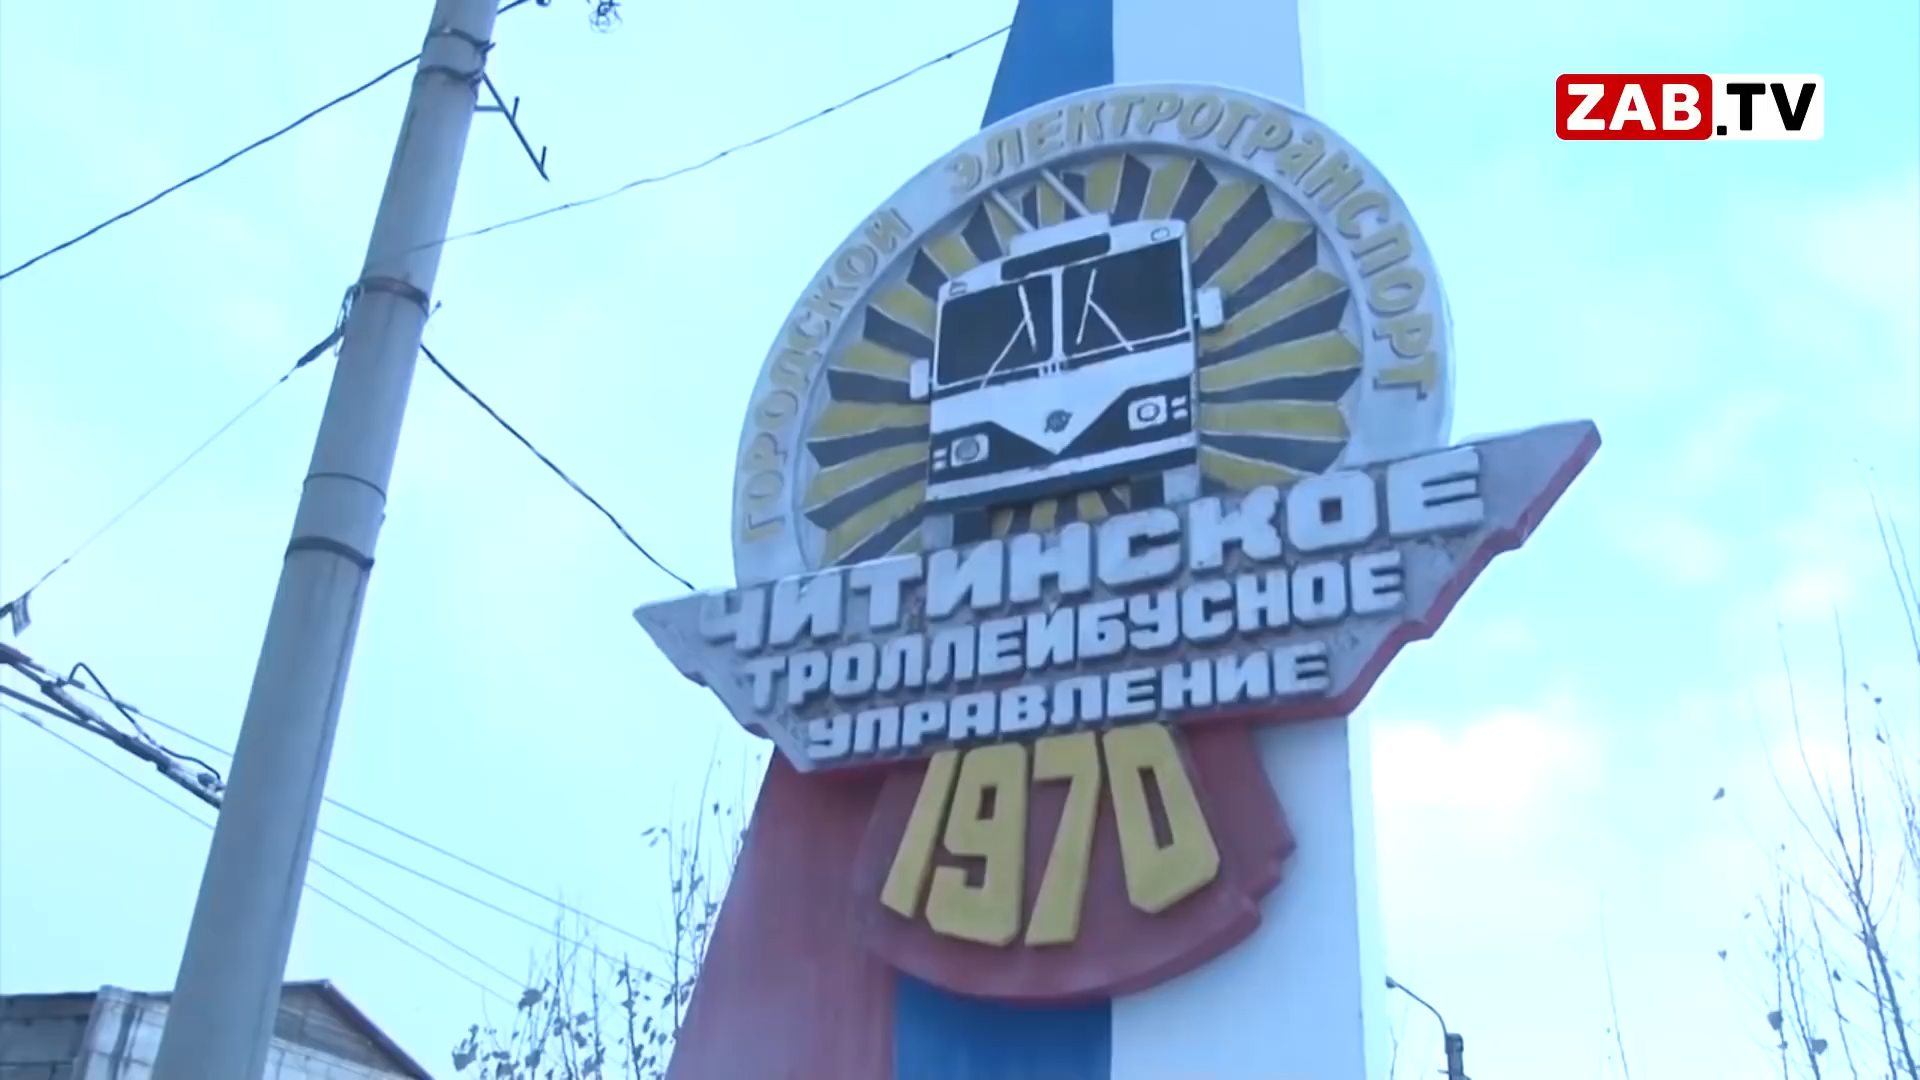 ZAB.TV
ГОРОДСКОЙ ЭЛЕКТРОТРАНСПОРТ
ЧИТИНСКОЕ
ТРОЛЛЕЙБУСНОЕ
УПРАВЛЕНИЕ
1970